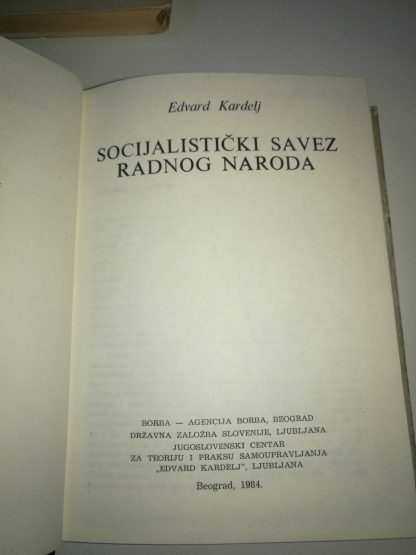 Edvard Kardelj
SOCIJALISTIČKI SAVEZ
RADNOG NARODA
BORBA — AGENCIJA BORBA, BEOGRAD
DRŽAVNA ZALOŽBA SLOVENIJE, LJUBLJANA
JUGOSLOVENSKI CENTAR
ZA TEORIJU I PRAKSU SAMOUPRAVLJANJA
„EDVARD KARDELJ", LJUBLJANA
Beograd, 1984.